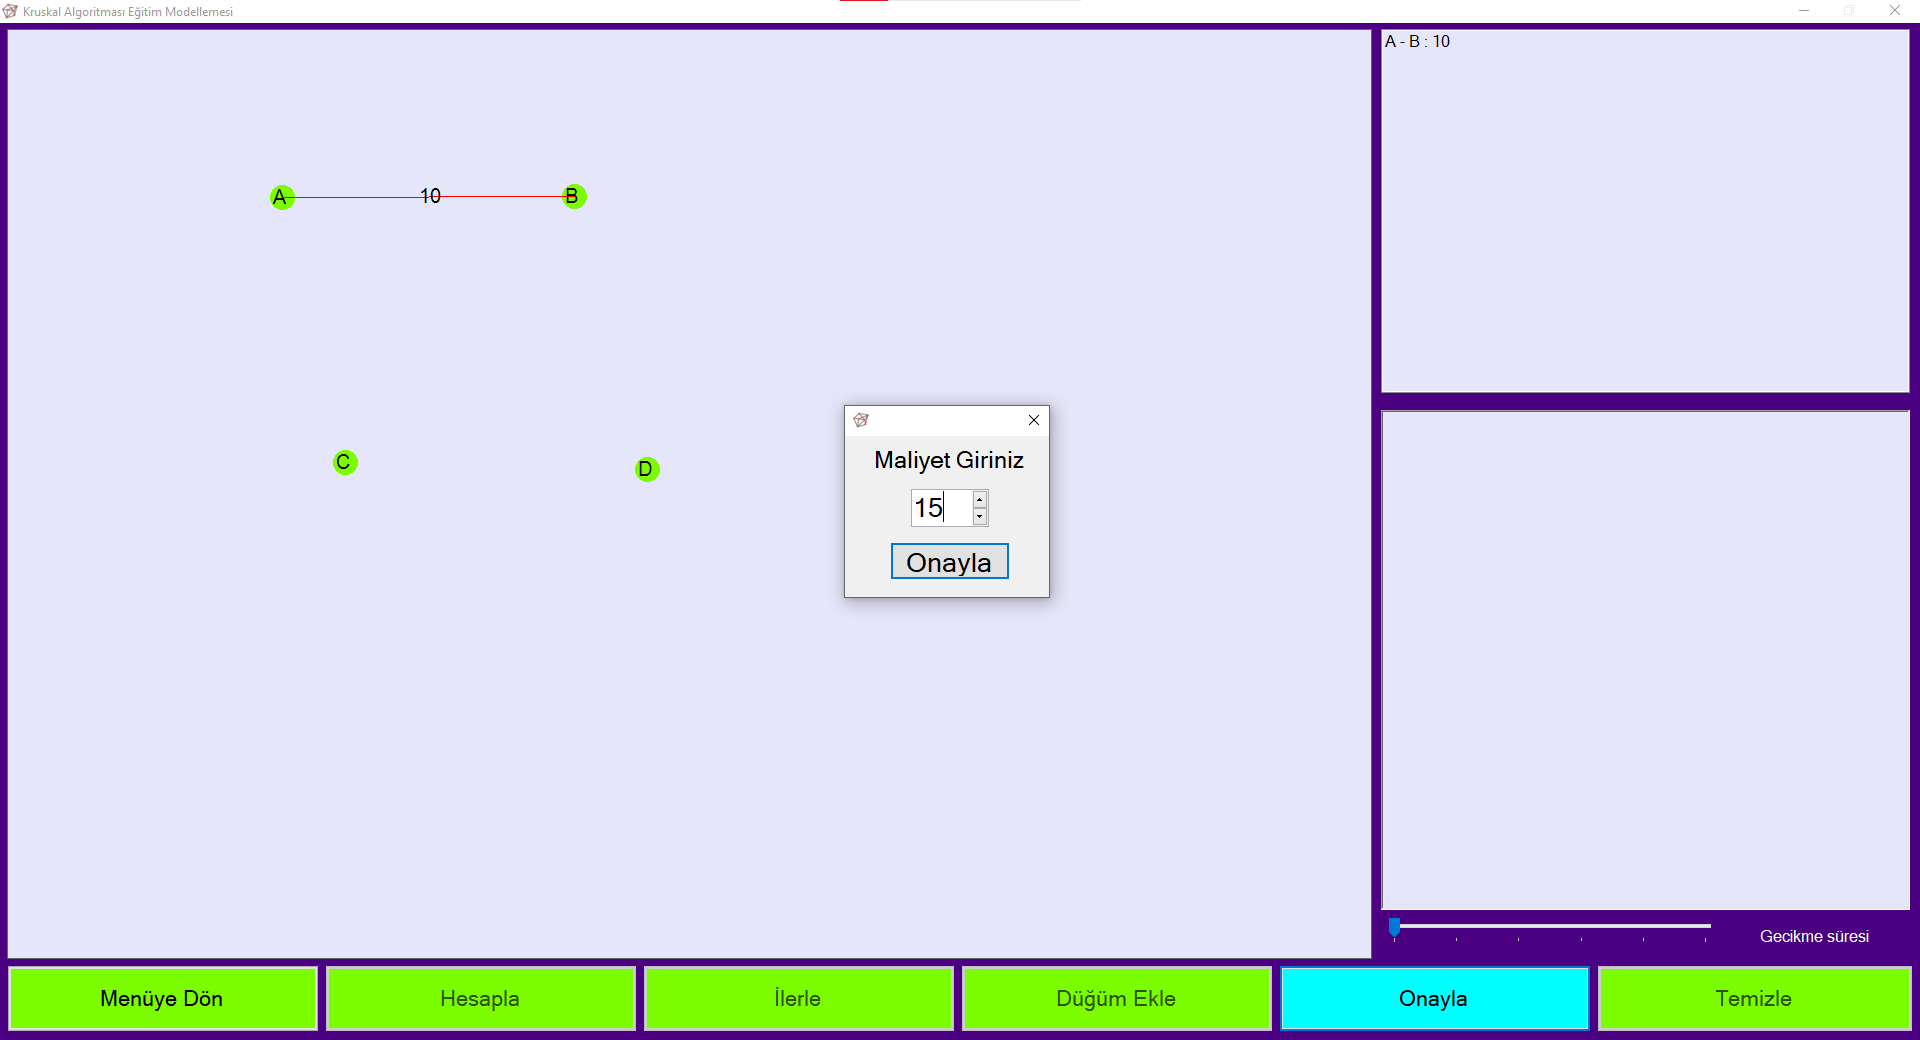 Kruskal Algoritması Eğitim Modellemesi
A - B : 10
A
10
B
C
D
Maliyet Giriniz
15
Onayla
Gecikme süresi
Menüye Dön
Hesapla
İlerle
Düğüm Ekle
Onayla
Temizle